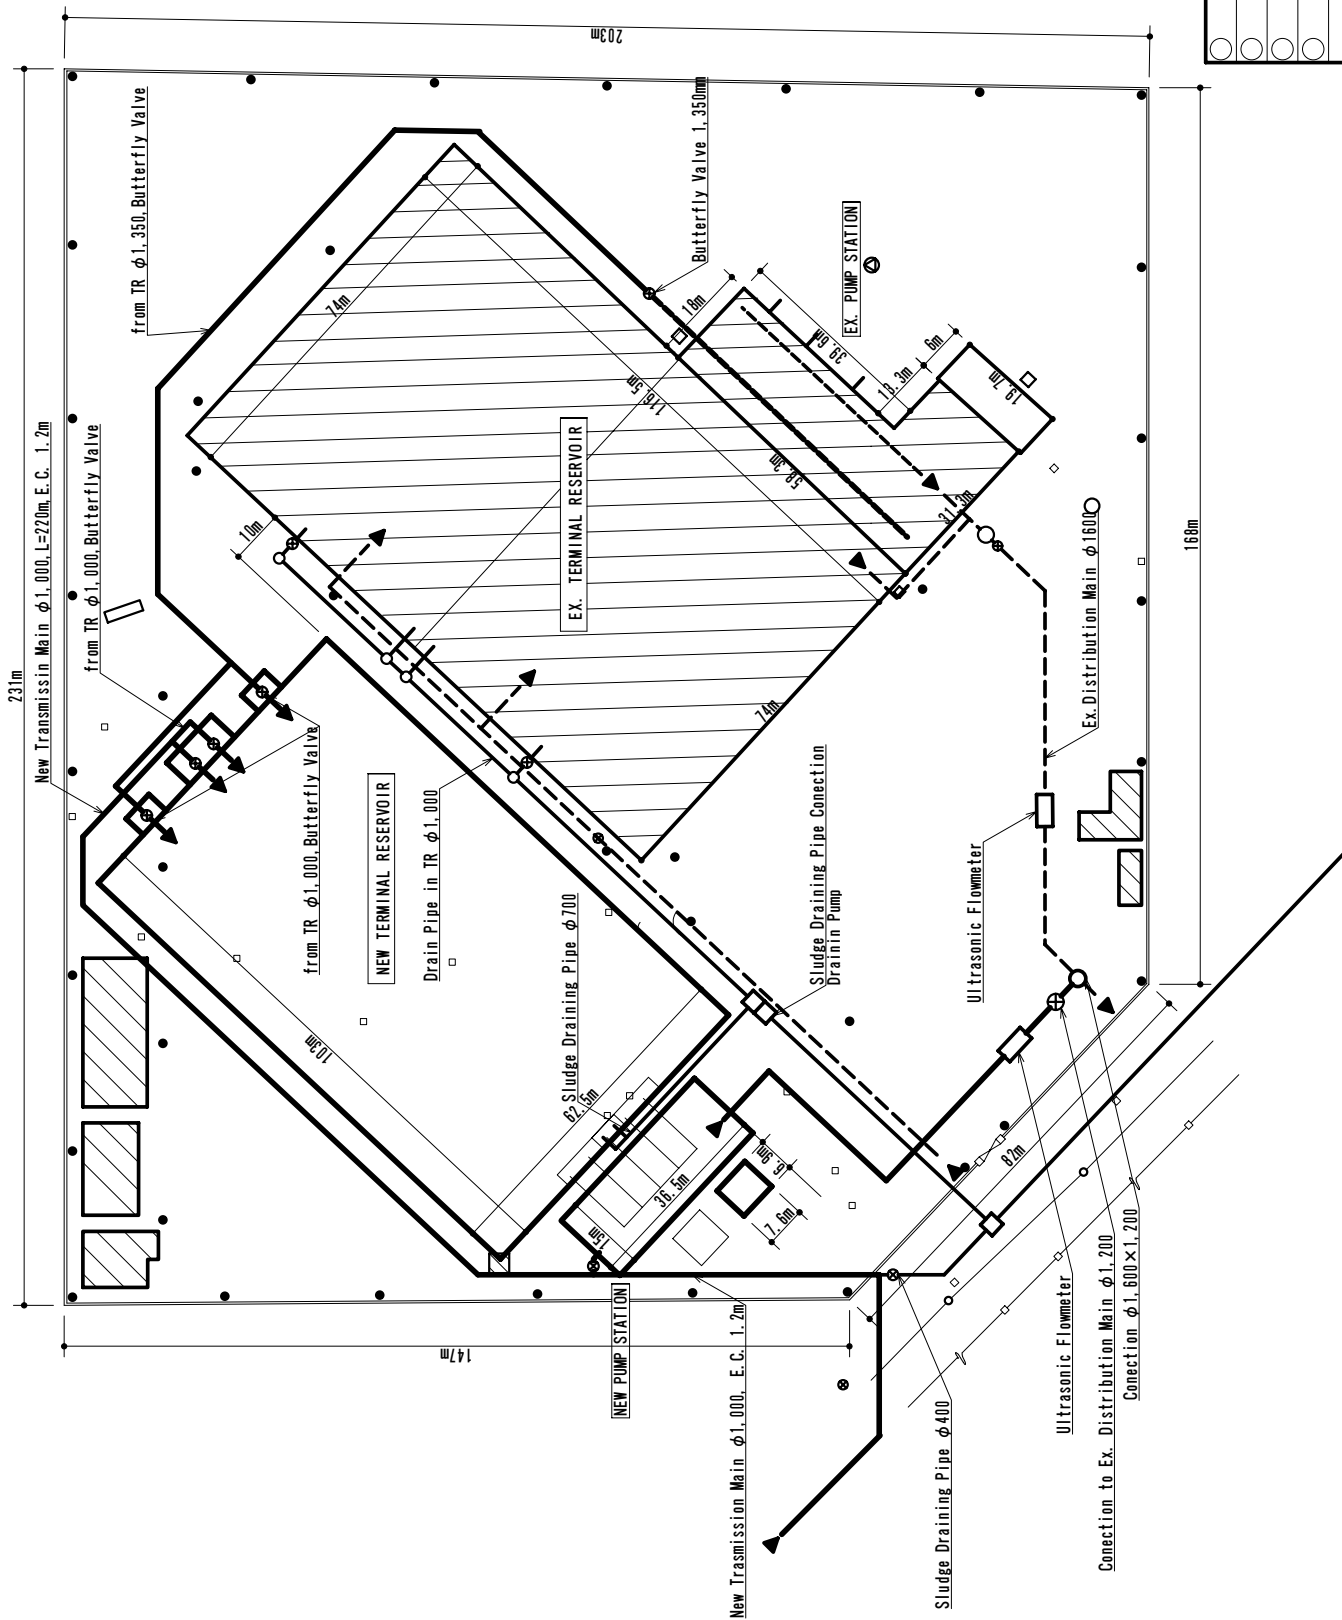 203m
231m
from TR φ1,350,Butterfly Valve
Butterfly Valve 1,350mm
New Transmissin Main φ1,000,L=220m,E.C. 1.2m
from TR φ1,000,Butterfly Valve
74m
18m
EX. PUMP STATION
39.6m
6m
19.7m
116.5m
58.3m
EX. TERMINAL RESERVOIR
10m
31.3m
Ex.Distribution Main φ1600
168m
74m
from TR φ1,000,Butterfly Valve
NEW TERMINAL RESERVOIR
Drain Pipe in TR φ1,000
Sludge Draining Pipe φ700
Sludge Draining Pipe Conection
Drainin Pump
Ultrasonic Flowmeter
103m
62.5m
36.5m
6.9m
7.6m
15m
82m
147m
NEW PUMP STATION
New Trasmission Main φ1,000, E.C. 1.2m
Sludge Draining Pipe φ400
Ultrasonic Flowmeter
Conection to Ex. Distribution Main φ1,200
Conection φ1,600×1,200